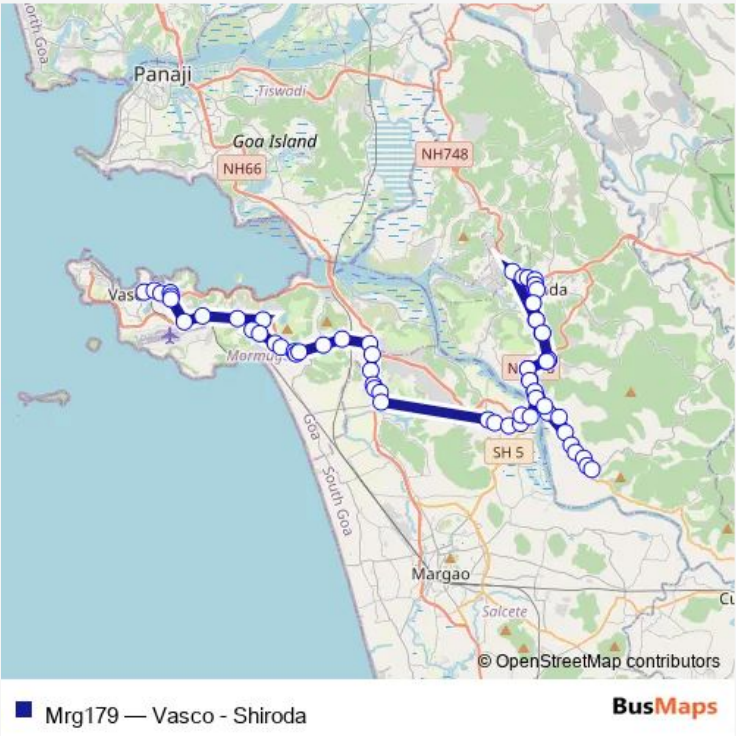 North Goa
Panaji
Tiswadi
Goa Island
NH66
NH748
Vas
da
Mormug
N
Goa
South Goa
SH 5
Margao
Salcete
© OpenStreetMap contributors
Mrg179 — Vasco - Shiroda
BusMaps